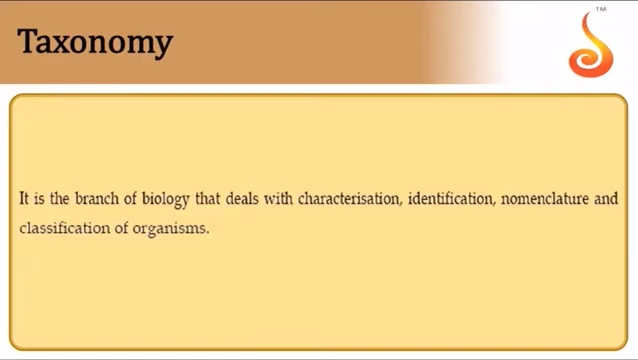 Taxonomy
TM
It is the branch of biology that deals with characterisation, identification, nomenclature and
classification of organisms.